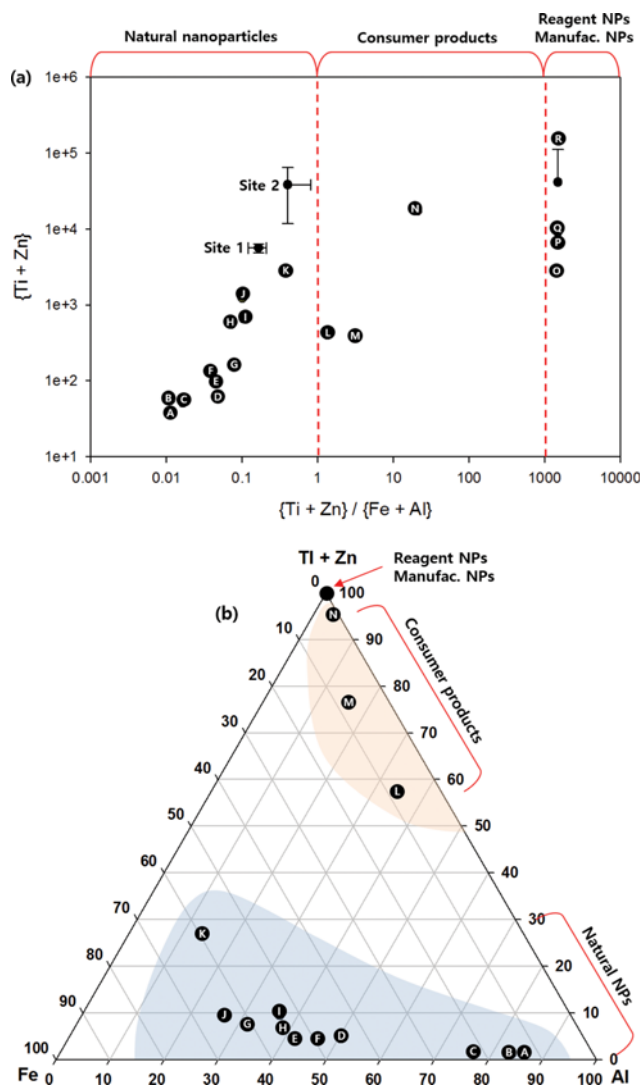 Natural nanoparticles Consumer products Reagent NPs
Manufac. NPs
(a)
1e+6
1e+5
1e+4
1e+3
1e+2
1e+1
{Ti + Zn}
R
Site 2
N
Q
Site 1
P
K
O
J
I
H
L
M
G
F
E
B
C
D
A
0.001 0.01 0.1 1 10 100 1000 10000
{Ti + Zn} / {Fe + Al}
TI + Zn
Reagent NPs
Manufac. NPs
(b)
0 100
N
10 90
20 80
M
30 70
40 60
L
50 50
60 40
70 30
K
80 20
90 10
J I
G H
E F D
C B A
100 0
Consumer products
Natural NPs
Fe 0 10 20 30 40 50 60 70 80 90 100 Al